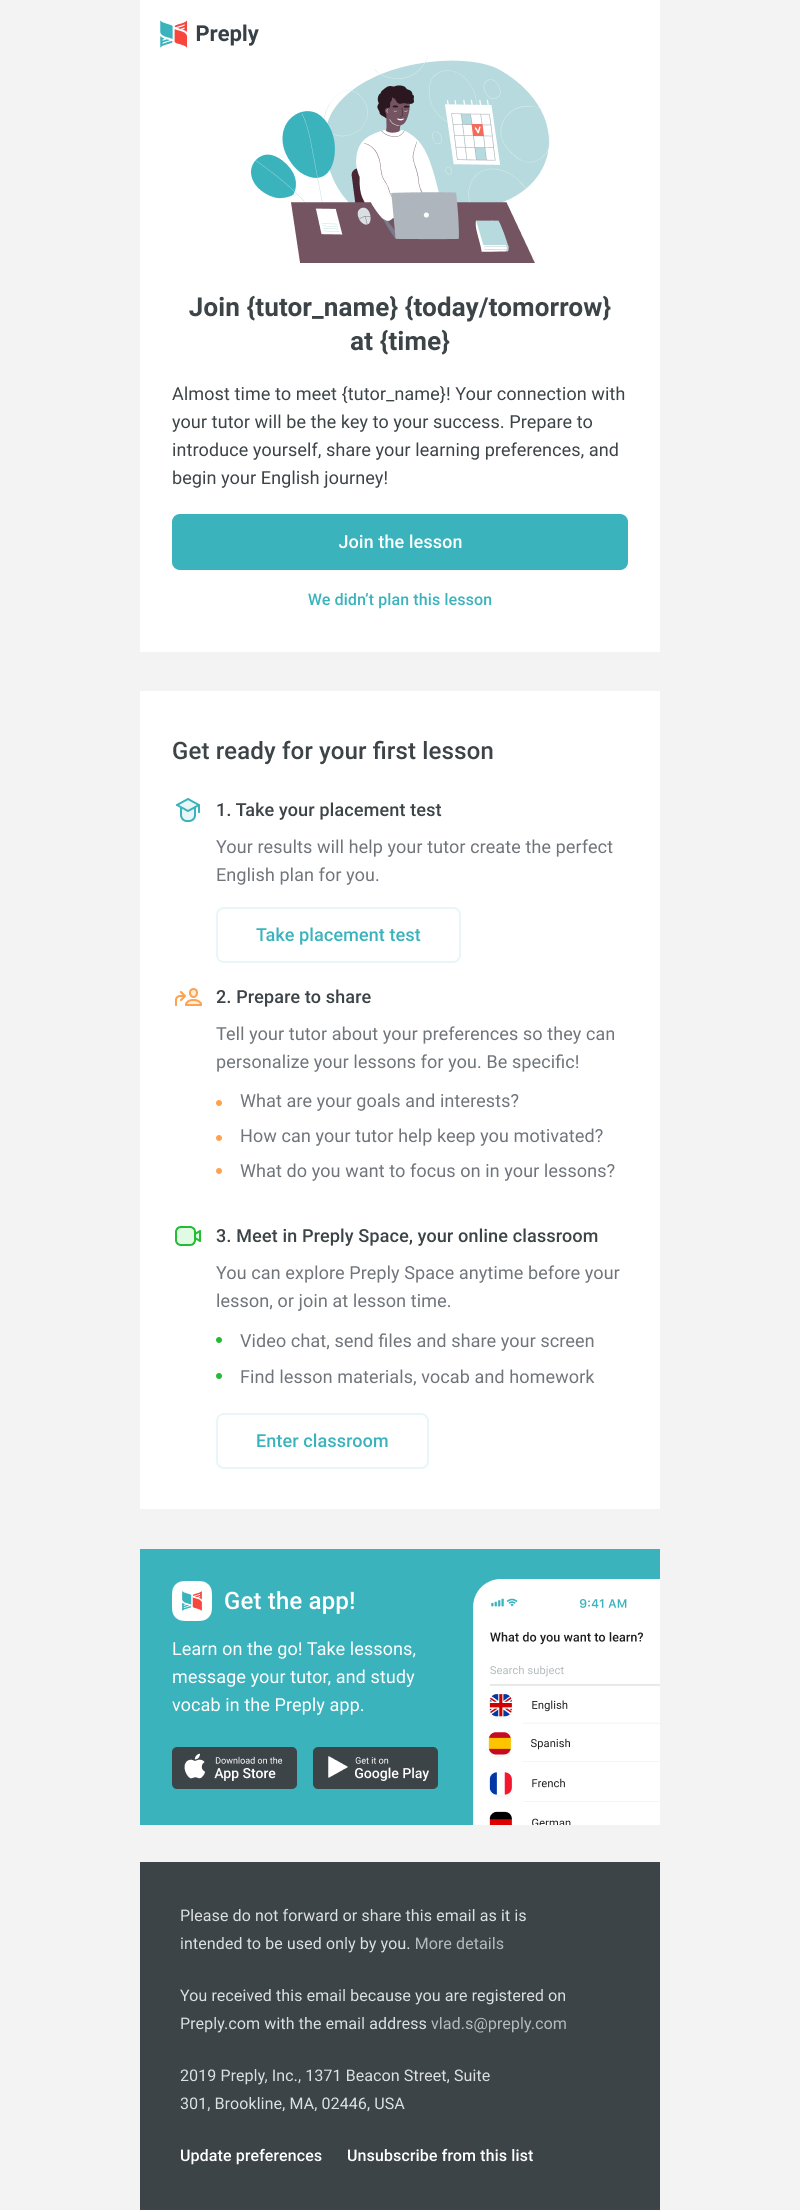 Preply
Join {tutor_name} {today/tomorrow}
at {time}
Almost time to meet {tutor_name}! Your connection with
your tutor will be the key to your success. Prepare to
introduce yourself, share your learning preferences, and
begin your English journey!
Join the lesson
We didn't plan this lesson
Get ready for your first lesson
1. Take your placement test
Your results will help your tutor create the perfect
English plan for you.
Take placement test
2. Prepare to share
Tell your tutor about your preferences so they can
personalize your lessons for you. Be specific!
What are your goals and interests?
How can your tutor help keep you motivated?
What do you want to focus on in your lessons?
3. Meet in Preply Space, your online classroom
You can explore Preply Space anytime before your
lesson, or join at lesson time.
Video chat, send files and share your screen
Find lesson materials, vocab and homework
Enter classroom
Get the app!
Learn on the go! Take lessons,
message your tutor, and study
vocab in the Preply app.
Download on the
App Store
Get it on
Google Play
9:41 AM
What do you want to learn?
Search subject
English
Spanish
French
German
Please do not forward or share this email as it is
intended to be used only by you. More details
You received this email because you are registered on
Preply.com with the email address vlad.s@preply.com
2019 Preply, Inc., 1371 Beacon Street, Suite
301, Brookline, MA, 02446, USA
Update preferences Unsubscribe from this list